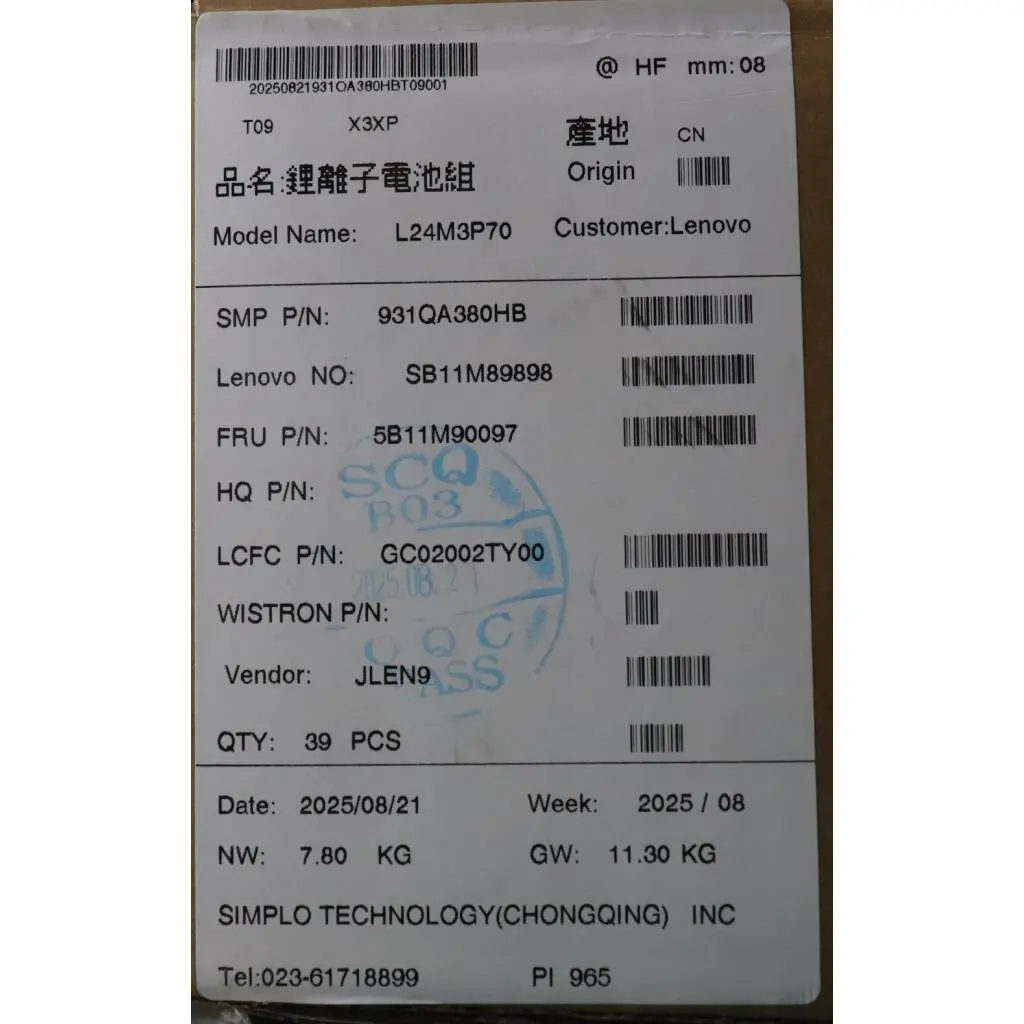 @ HF mm:08
20250821931QA380HBT09001
T09 X3XP
產地 CN
品名:鋰離子電池組
Origin
Model Name: L24M3P70 Customer:Lenovo
SMP P/N: 931QA380HB
Lenovo NO: SB11M89898
FRU P/N: 5B11M90097
SCQ
HQ P/N:
B03
LCFC P/N: GC02002TY00
2025.08.21
WISTRON P/N:
O Q C
Vendor: JLEN9
ASS
QTY: 39 PCS
Date: 2025/08/21 Week: 2025 / 08
NW: 7.80 KG GW: 11.30 KG
SIMPLO TECHNOLOGY(CHONGQING) INC
Tel:023-61718899 PI 965